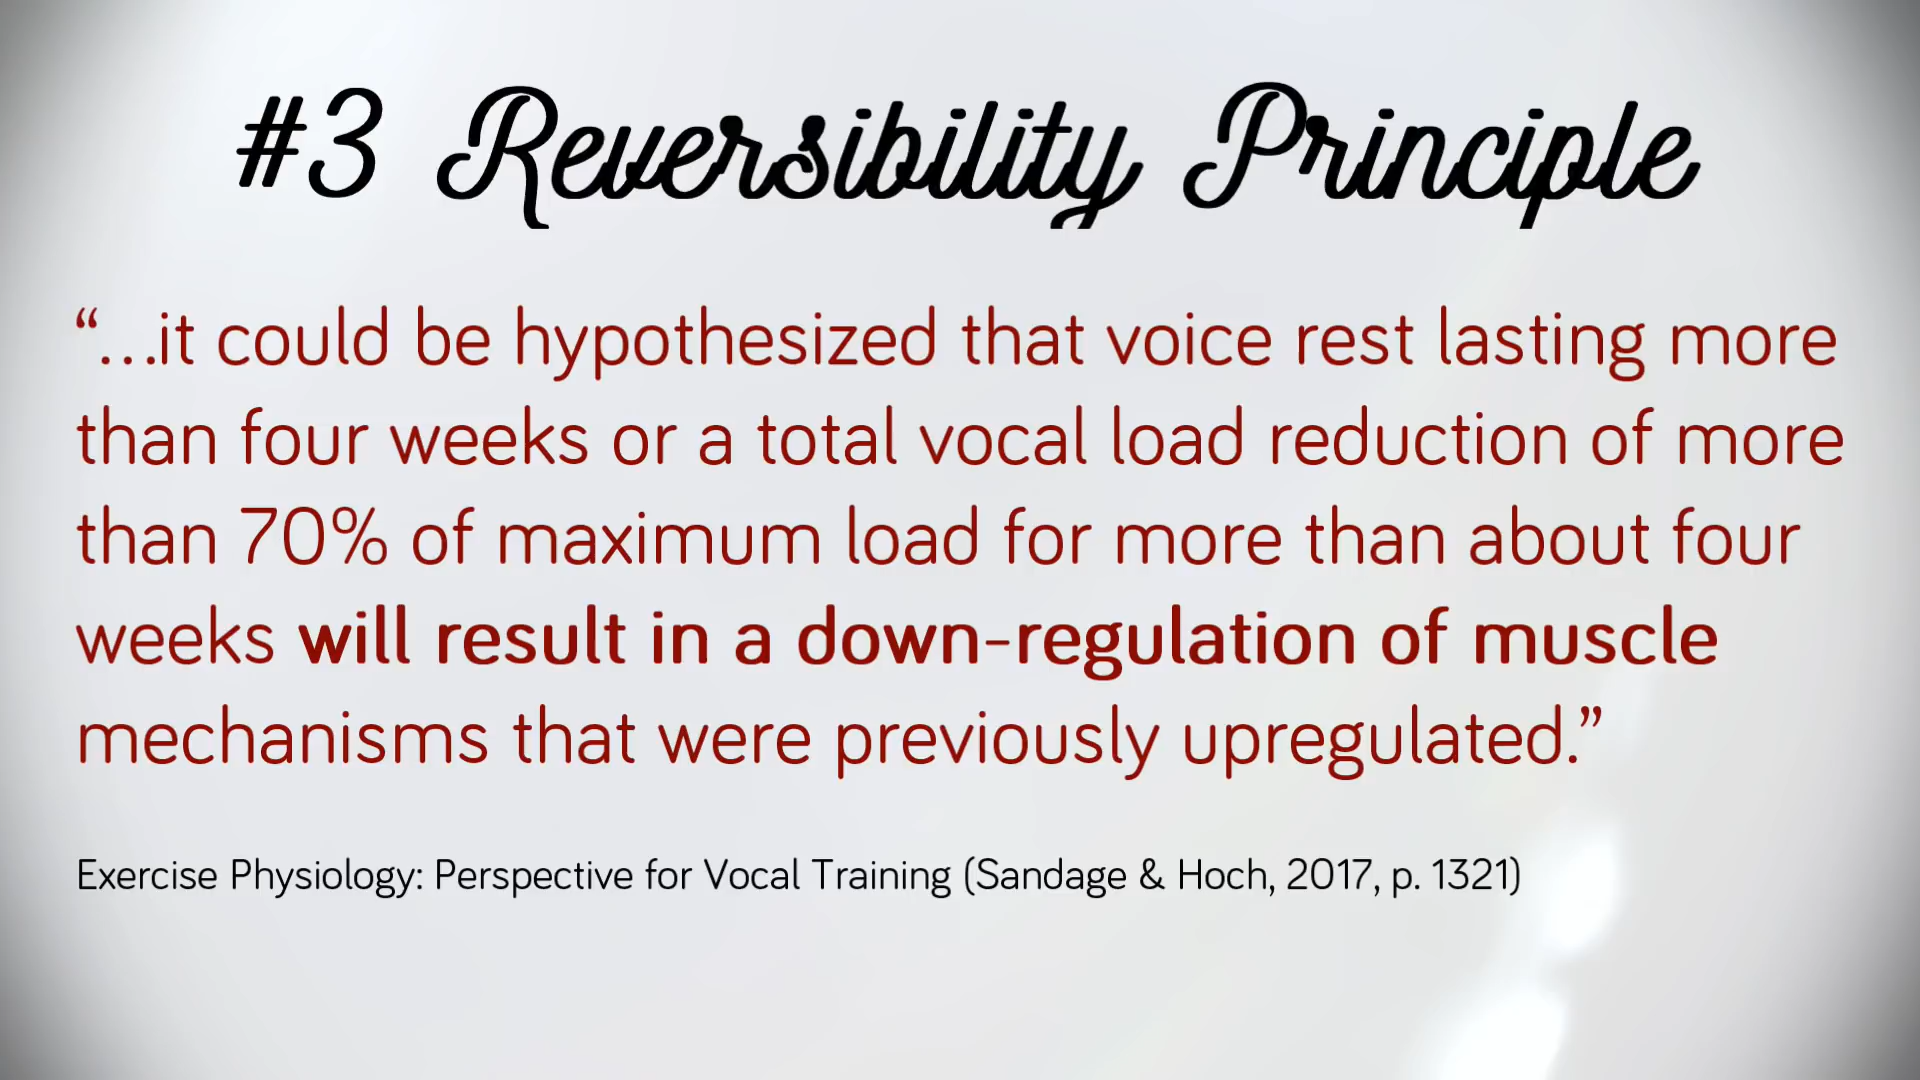 #3 Reversibility Principle
“...it could be hypothesized that voice rest lasting more
than four weeks or a total vocal load reduction of more
than 70% of maximum load for more than about four
weeks will result in a down-regulation of muscle
mechanisms that were previously upregulated.”
Exercise Physiology: Perspective for Vocal Training (Sandage & Hoch, 2017, p. 1321)